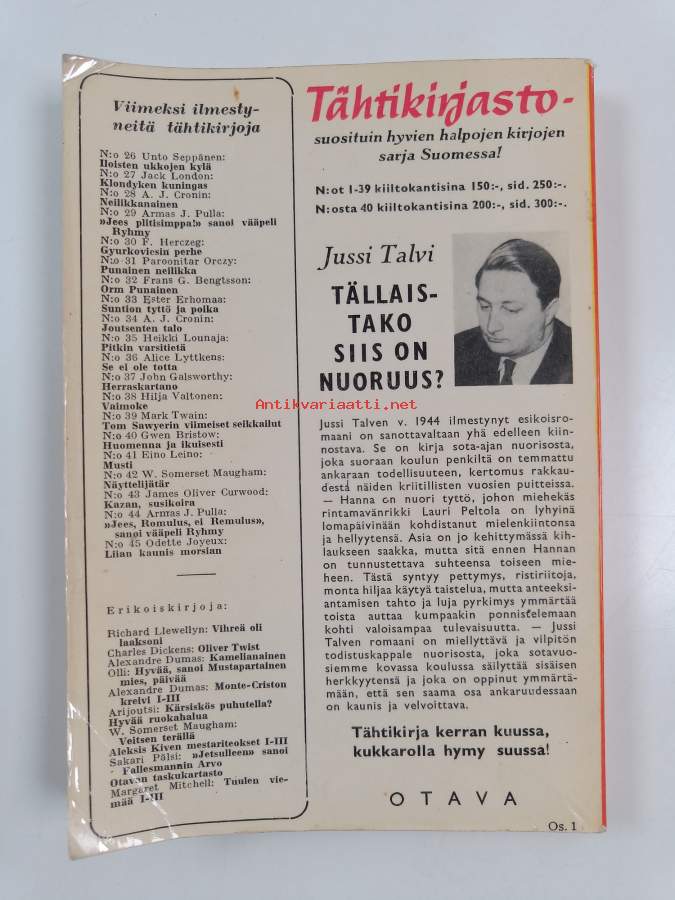 Viimeksi ilmesty-
neitä tähtikirjoja
N:o 26 Unto Seppänen:
Iloisten ukkojen kylä
N:o 27 Jack London:
Klondyken kuningas
N:o 28 A. J. Cronin:
Neilikkanainen
N:o 29 Armas J. Pulla:
»Jees plitisimppa!» sanoi vääpeli
Ryhmy
N:o 30 F. Herczeg:
Gyurkoviesin perhe
N:o 31 Paroonitar Orczy:
Punainen neilikka
N:o 32 Frans G. Bengtsson:
Orm Punainen
N:o 33 Ester Erhomaa:
Suntion tyttö ja poika
N:o 34 A. J. Cronin:
Joutsenten talo
N:o 35 Heikki Lounaja:
Pitkin varsitietä
N:o 36 Alice Lyttkens:
Se ei ole totta
N:o 37 John Galsworthy:
Herraskartano
N:o 38 Hilja Valtonen:
Vaimoke
N:o 39 Mark Twain:
Tom Sawyerin viimeiset seikkailut
N:o 40 Gwen Bristow:
Huomenna ja ikuisesti
N:o 41 Eino Leino:
Musti
N:o 42 W. Somerset Maugham:
Näyttelijätär
N:o 43 James Oliver Curwood:
Kazan, susikoira
N:o 44 Armas J. Pulla:
»Jees, Romulus, ei Remulus»,
sanoi vääpeli Ryhmy
N:o 45 Odette Joyeux:
Liian kaunis morsian
Erikoiskirjoja:
Richard Llewellyn: Vihreä oli
laaksoni
Charles Dickens: Oliver Twist
Alexandre Dumas: Kamelianainen
Olli: Hyvää, sanoi Mustapartainen
mies, päivää
Alexandre Dumas: Monte-Criston
kreivi I-III
Arijoutsi: Kärsiskös puhutella?
Hyvää ruokahalua
W. Somerset Maugham:
Veitsen terällä
Aleksis Kiven mestariteokset I-III
Sakari Pälsi: »Jetsulleen» sanoi
Fallesmannin Arvo
Otavan taskukartasto
Margaret Mitchell: Tuulen vie-
mää I-III
Tähtikirjasto-
suosituin hyvien halpojen kirjojen
sarja Suomessa!
N:ot 1-39 kiiltokantisina 150:-, sid. 250:-.
N:osta 40 kiiltokantisina 200:-, sid. 300:-.
Jussi Talvi
TÄLLAIS-
TAKO
SIIS ON
NUORUUS?
Antikvariaatti.net
Jussi Talven v. 1944 ilmestynyt esikoisro-
maani on sanottavaltaan yhä edelleen kiin-
nostava. Se on kirja sota-ajan nuorisosta,
joka suoraan koulun penkiltä on temmattu
ankaraan todellisuuteen, kertomus rakkau-
destä näiden kriitillisten vuosien puitteissa.
— Hanna on nuori tyttö, johon miehekäs
rintamavänrikki Lauri Peltola on lyhyinä
lomapäivinään kohdistanut mielenkiintonsa
ja hellyytensä. Asia on jo kehittymässä kih-
laukseen saakka, mutta sitä ennen Hannan
on tunnustettava suhteensa toiseen mie-
heen. Tästä syntyy pettymys, ristiriitoja,
monta hiljaa käytyä taistelua, mutta anteeksi-
antamisen tahto ja luja pyrkimys ymmärtää
toista auttaa kumpaakin ponnistelemaan
kohti valoisampaa tulevaisuutta. — Jussi
Talven romaani on miellyttävä ja vilpitön
todistuskappale nuorisosta, joka sotavuo-
siemme kovassa koulussa säilyttää sisäisen
herkkyytensä ja joka on oppinut ymmärtä-
mään, että sen saama osa ankaruudessaan
on kaunis ja velvoittava.
Tähtikirja kerran kuussa,
kukkarolla hymy suussa!
OTAVA
Os. 1